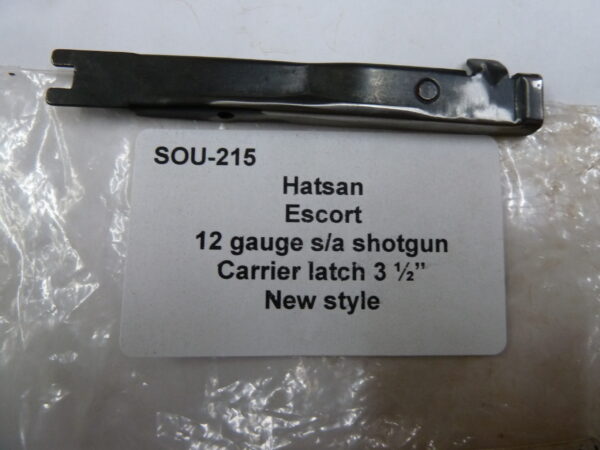 SOU-215
Hatsan
Escort
12 gauge s/a shotgun
Carrier latch 3 ½”
New style